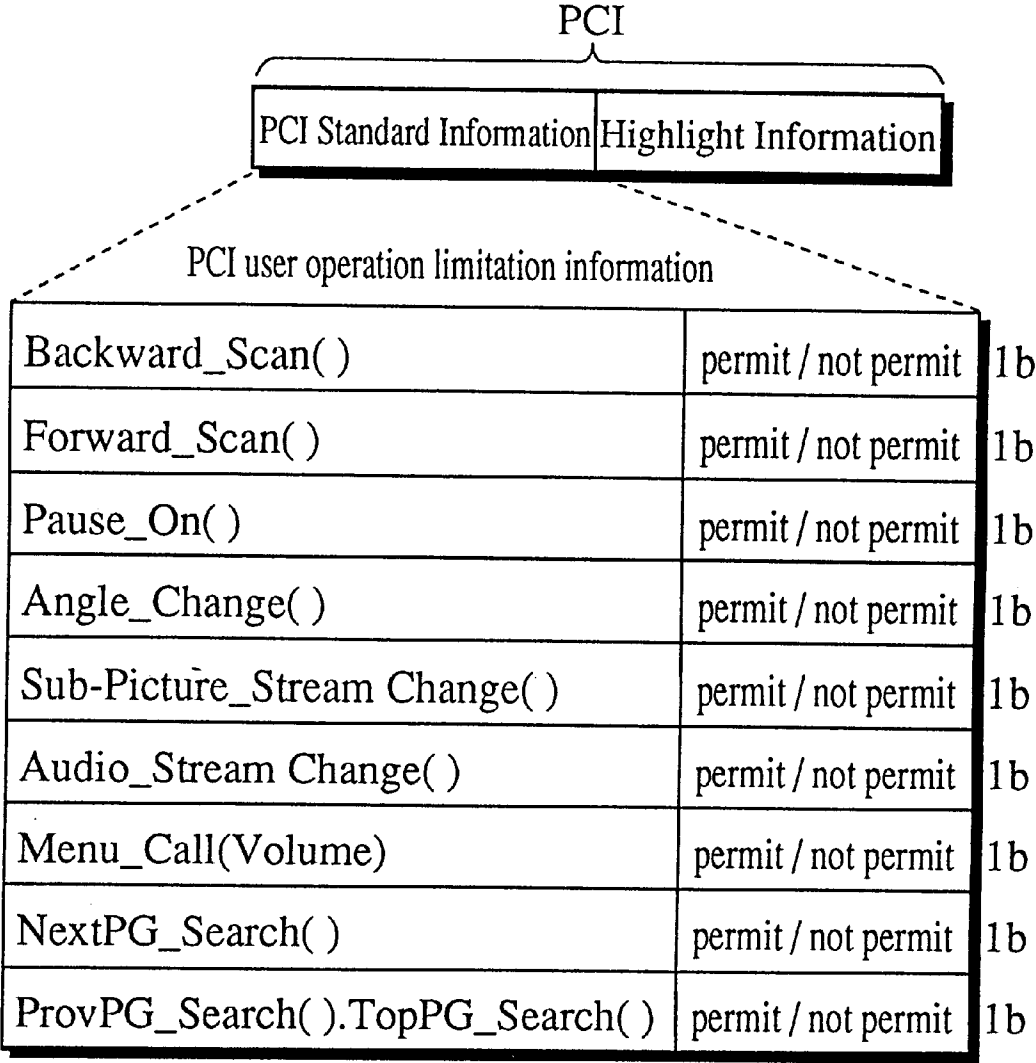 PCI
PCI Standard Information Highlight Information
PCI user operation limitation information
Backward_Scan( ) permit / not permit 1b
Forward_Scan( ) permit / not permit 1b
Pause_On( ) permit / not permit 1b
Angle_Change( ) permit / not permit 1b
Sub-Picture_Stream Change( ) permit / not permit 1b
Audio_Stream Change( ) permit / not permit 1b
Menu_Call(Volume) permit / not permit 1b
NextPG_Search( ) permit / not permit 1b
ProvPG_Search( ).TopPG_Search( ) permit / not permit 1b